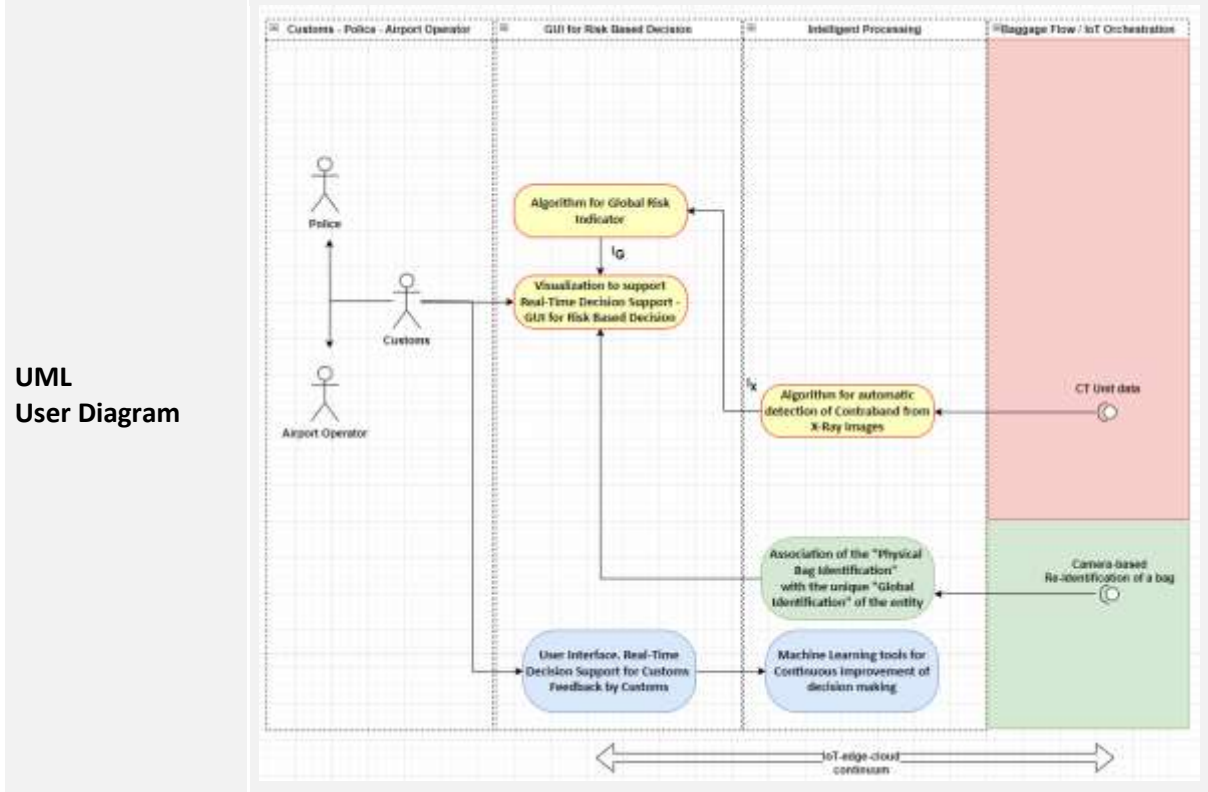 UML
User Diagram
Customs - Police - Airport Operator
GUI for Risk Based Decision
Intelligent Processing
Baggage Flow / IoT Orchestration
Police
Customs
Airport Operator
Algorithm for Global Risk
Indicator
IG
Visualization to support
Real-Time Decision Support -
GUI for Risk Based Decision
IX
Algorithm for automatic
detection of Contraband from
X-Ray Images
CT Unit data
Association of the "Physical
Bag Identification"
with the unique "Global
Identification" of the entity
Camera-based
Re-Identification of a bag
User Interface. Real-Time
Decision Support for Customs
Feedback by Customs
Machine Learning tools for
Continuous improvement of
decision making
IoT-edge-cloud
continuum